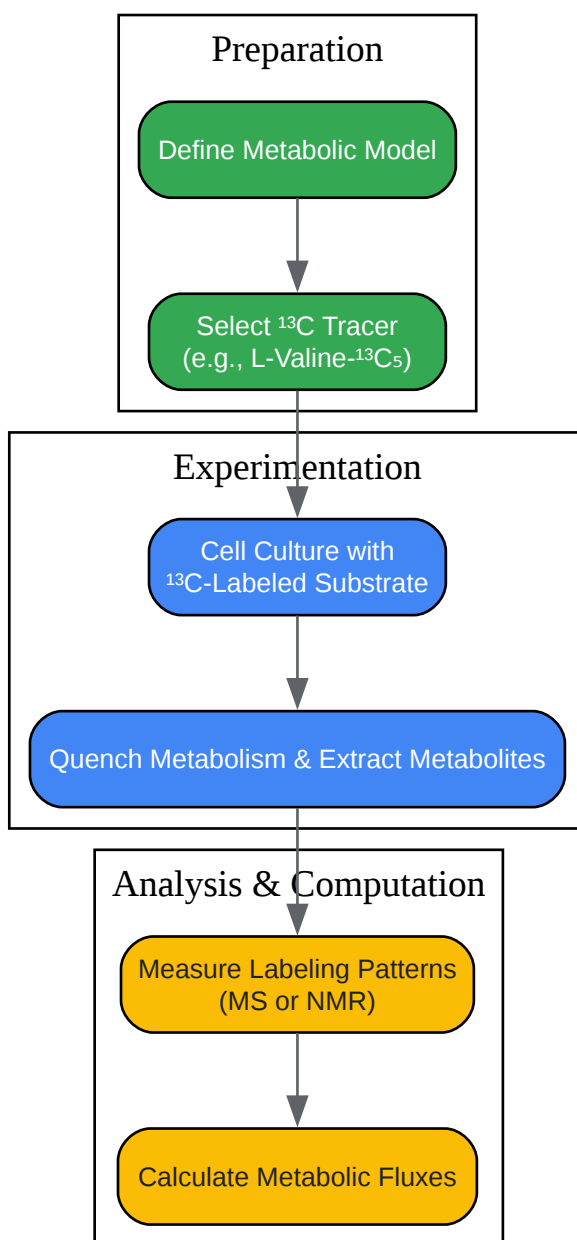 Preparation
Define Metabolic Model
Select ¹³C Tracer
(e.g., L-Valine-¹³C₅)
Experimentation
Cell Culture with
¹³C-Labeled Substrate
Quench Metabolism & Extract Metabolites
Analysis & Computation
Measure Labeling Patterns
(MS or NMR)
Calculate Metabolic Fluxes